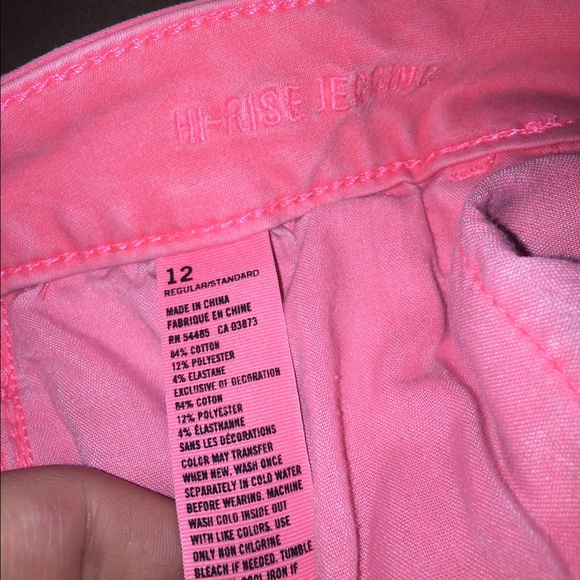 HI-RISE JEGGING
12
REGULAR/STANDARD
MADE IN CHINA
FABRIQUE EN CHINE
RN 54485 CA 03873
84% COTTON
12% POLYESTER
4% ELASTANE
EXCLUSIVE OF DECORATION
84% COTON
12% POLYESTER
4% ÉLASTHANNE
SANS LES DÉCORATIONS
COLOR MAY TRANSFER
WHEN NEW. WASH ONCE
SEPARATELY IN COLD WATER
BEFORE WEARING. MACHINE
WASH COLD INSIDE OUT
WITH LIKE COLORS. USE
ONLY NON CHLORINE
BLEACH IF NEEDED. TUMBLE
COOL IRON IF